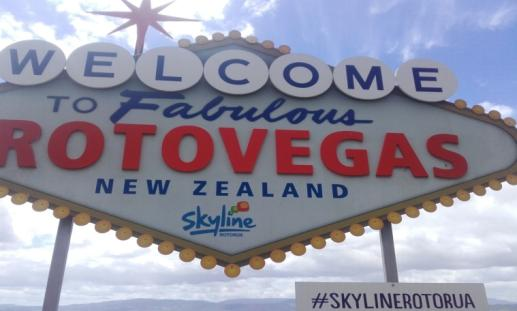 WELCOME
TO Fabulous
ROTOVEGAS
NEW ZEALAND
Skyline
ROTORUA
#SKYLINEROTORUA